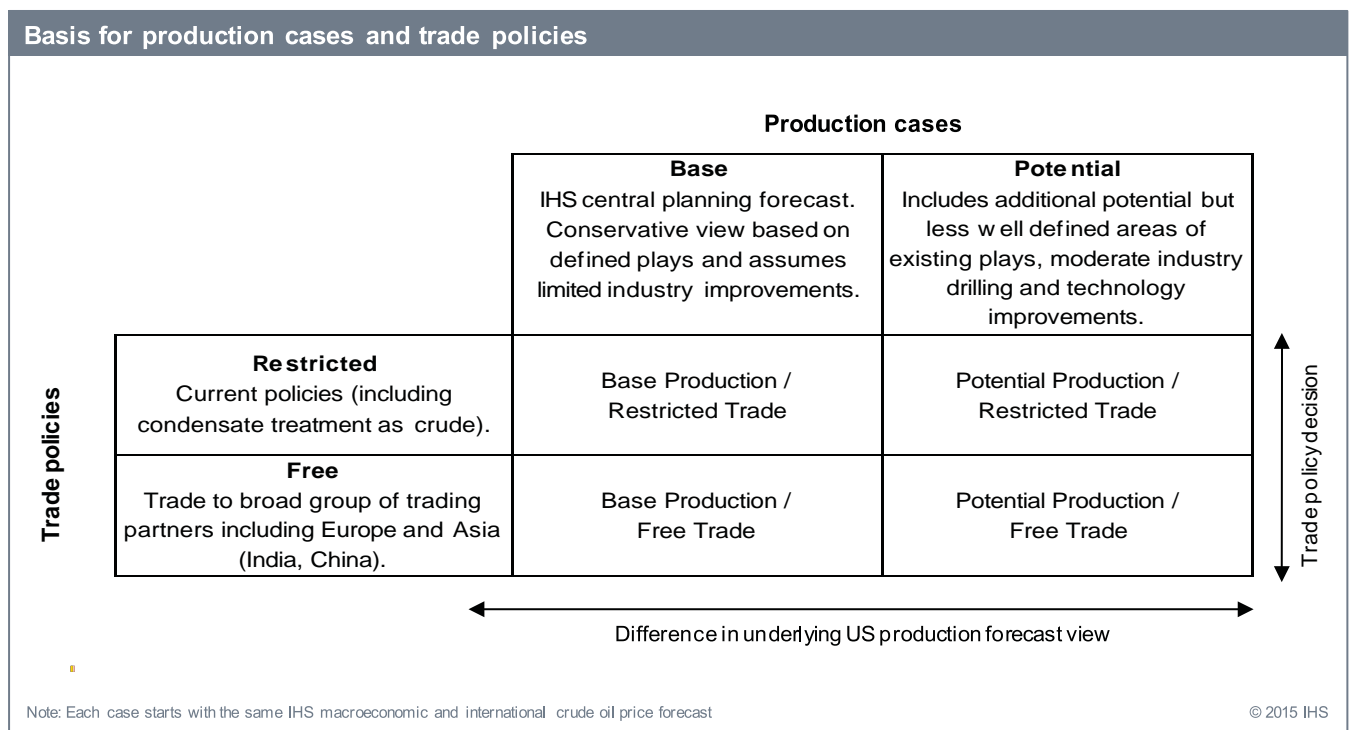 Basis for production cases and trade policies
Production cases
Base
IHS central planning forecast.
Conservative view based on
defined plays and assumes
limited industry improvements.
Potential
Includes additional potential but
less well defined areas of
existing plays, moderate industry
drilling and technology
improvements.
Trade policies
Restricted
Current policies (including
condensate treatment as crude).
Base Production /
Restricted Trade
Potential Production /
Restricted Trade
Free
Trade to broad group of trading
partners including Europe and Asia
(India, China).
Base Production /
Free Trade
Potential Production /
Free Trade
Trade policy decision
Difference in underlying US production forecast view
Note: Each case starts with the same IHS macroeconomic and international crude oil price forecast
© 2015 IHS